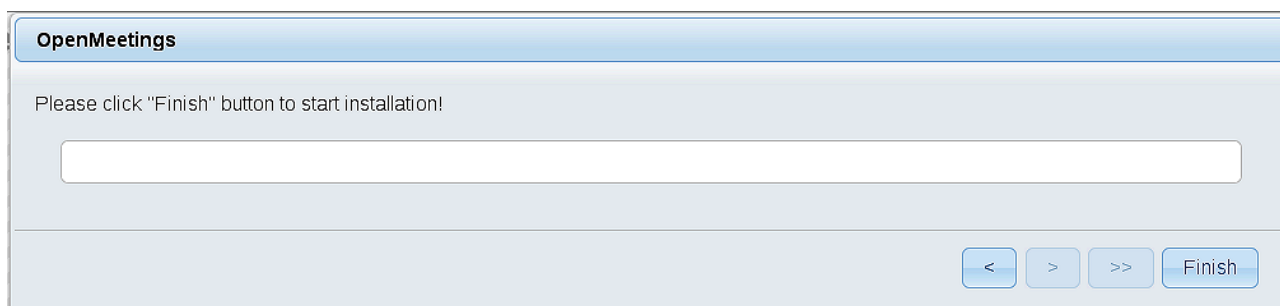 OpenMeetings
Please click "Finish" button to start installation!
< > >> Finish